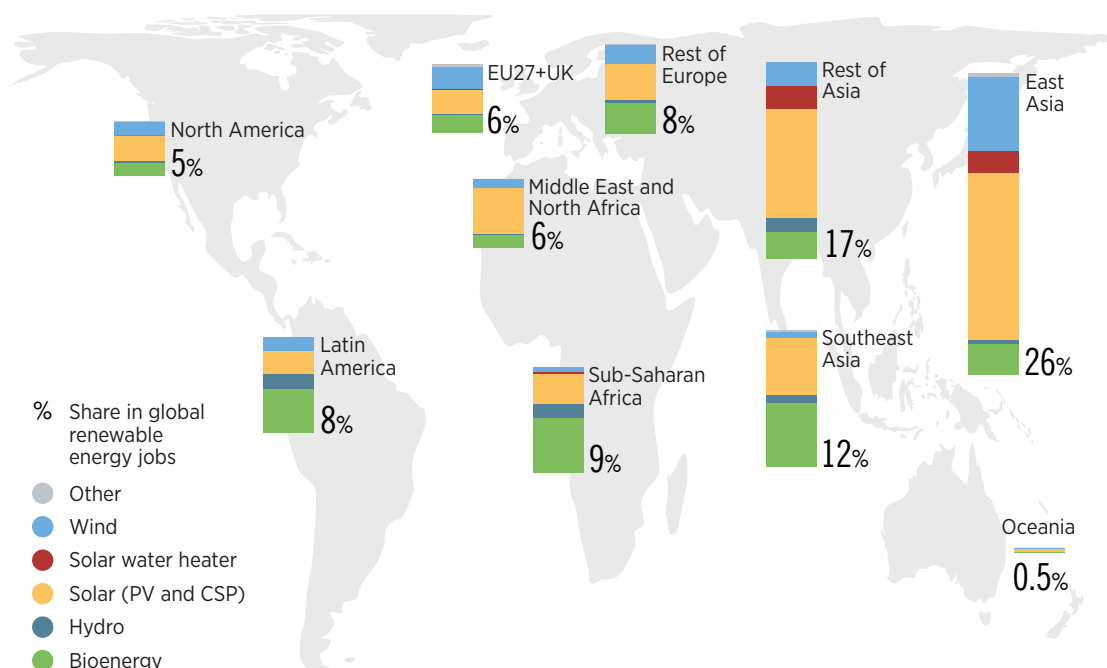 North America
5%
EU27+UK
6%
Rest of
Europe
8%
Rest of
Asia
17%
East
Asia
26%
Middle East and
North Africa
6%
Latin
America
8%
Sub-Saharan
Africa
9%
Southeast
Asia
12%
Oceania
0.5%
% Share in global
renewable
energy jobs
Other
Wind
Solar water heater
Solar (PV and CSP)
Hydro
Bioenergy